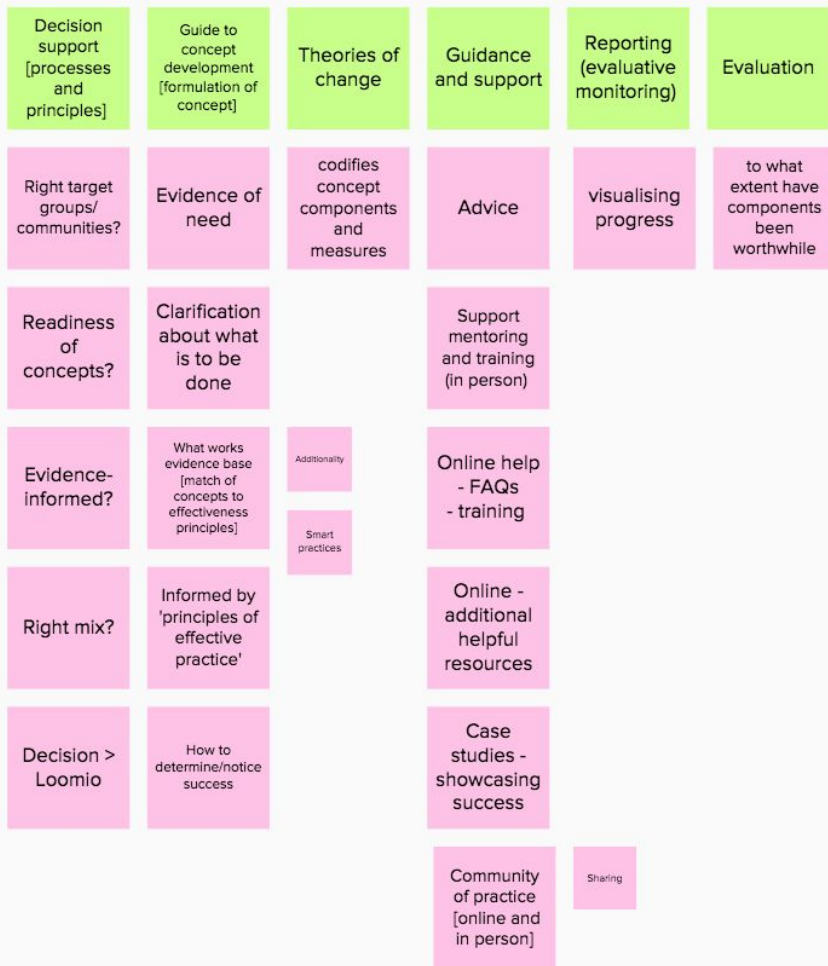 Decision
support
[processes
and
principles]
Guide to
concept
development
[formulation of
concept]
Theories of
change
Guidance
and support
Reporting
(evaluative
monitoring)
Evaluation
Right target
groups/
communities?
Evidence of
need
codifies
concept
components
and
measures
Advice
visualising
progress
to what
extent have
components
been
worthwhile
Readiness
of
concepts?
Clarification
about what
is to be
done
Support
mentoring
and training
(in person)
Evidence-
informed?
What works
evidence base
[match of
concepts to
effectiveness
principles]
Additionality
Smart
practices
Online help
- FAQs
- training
Right mix?
Informed by
'principles of
effective
practice'
Online -
additional
helpful
resources
Decision >
Loomio
How to
determine/notice
success
Case
studies -
showcasing
success
Community
of practice
[online and
in person]
Sharing